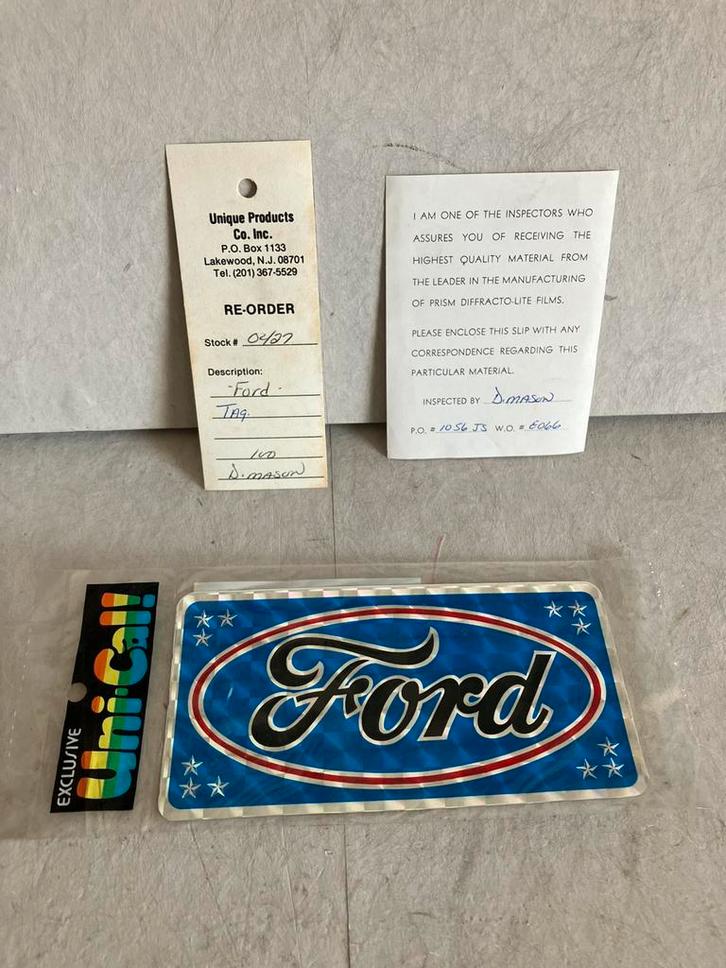 Unique Products
Co. Inc.
P.O. Box 1133
Lakewood, N.J. 08701
Tel. (201) 367-5529
RE-ORDER
Stock # 0427
Description:
"Ford"
TAg.
100
D. MASON
I AM ONE OF THE INSPECTORS WHO
ASSURES YOU OF RECEIVING THE
HIGHEST QUALITY MATERIAL FROM
THE LEADER IN THE MANUFACTURING
OF PRISM DIFFRACTO-LITE FILMS.
PLEASE ENCLOSE THIS SLIP WITH ANY
CORRESPONDENCE REGARDING THIS
PARTICULAR MATERIAL.
INSPECTED BY D. MASON
P.O. # 1056 JS W.O. # E066
EXCLUSIVE
Uni-Cal!
Ford